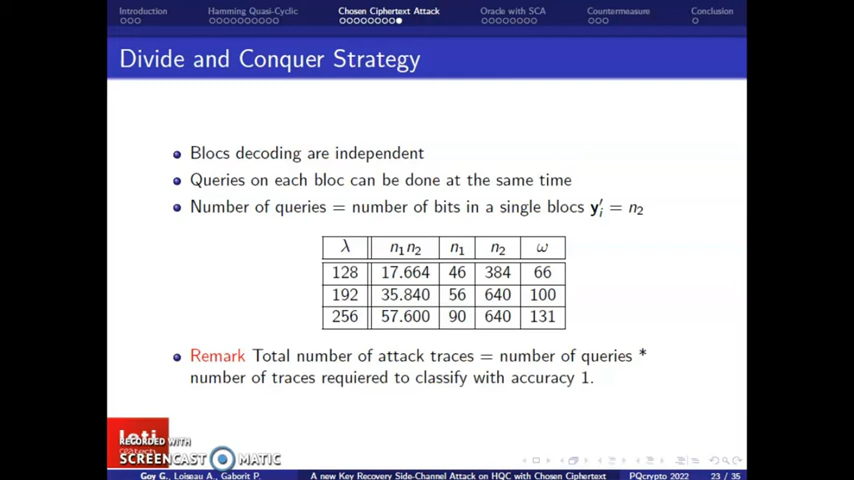 Introduction Hamming Quasi-Cyclic Chosen Ciphertext Attack Oracle with SCA Countermeasure Conclusion
Divide and Conquer Strategy
Blocs decoding are independent
Queries on each bloc can be done at the same time
Number of queries = number of bits in a single blocs y′ᵢ = n₂
λ n₁n₂ n₁ n₂ ω
128 17.664 46 384 66
192 35.840 56 640 100
256 57.600 90 640 131
Remark Total number of attack traces = number of queries *
number of traces requiered to classify with accuracy 1.
RECORDED WITH
SCREENCAST MATIC
Goy G., Loiseau A., Gaborit P. A new Key Recovery Side-Channel Attack on HQC with Chosen Ciphertext PQcrypto 2022 23 / 35